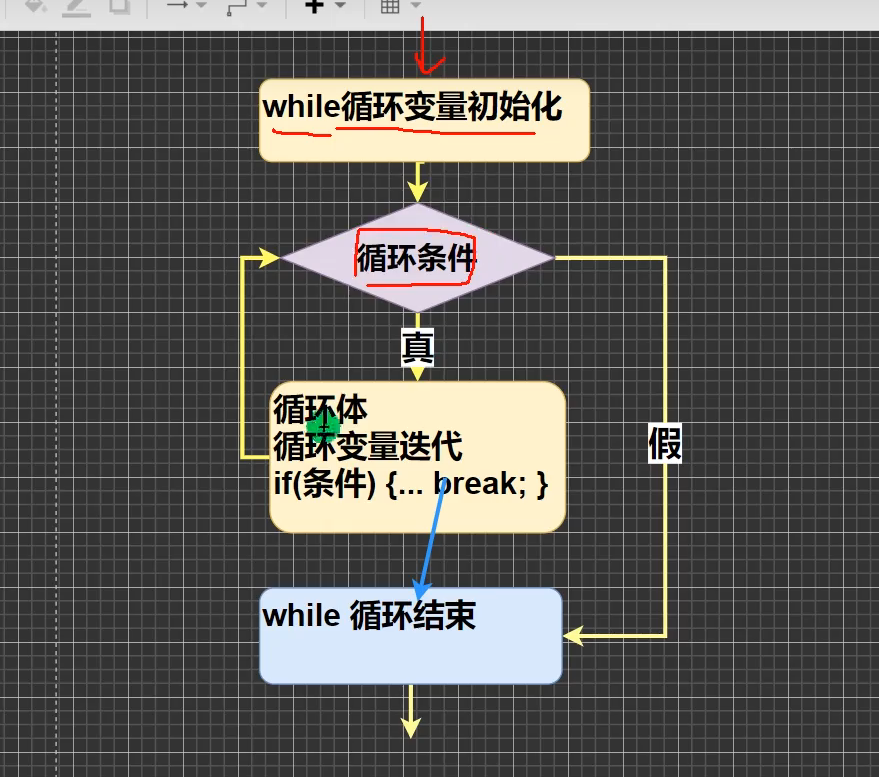 while循环变量初始化
循环条件
真
循环体
循环变量迭代
if(条件) {... break; }
假
while 循环结束